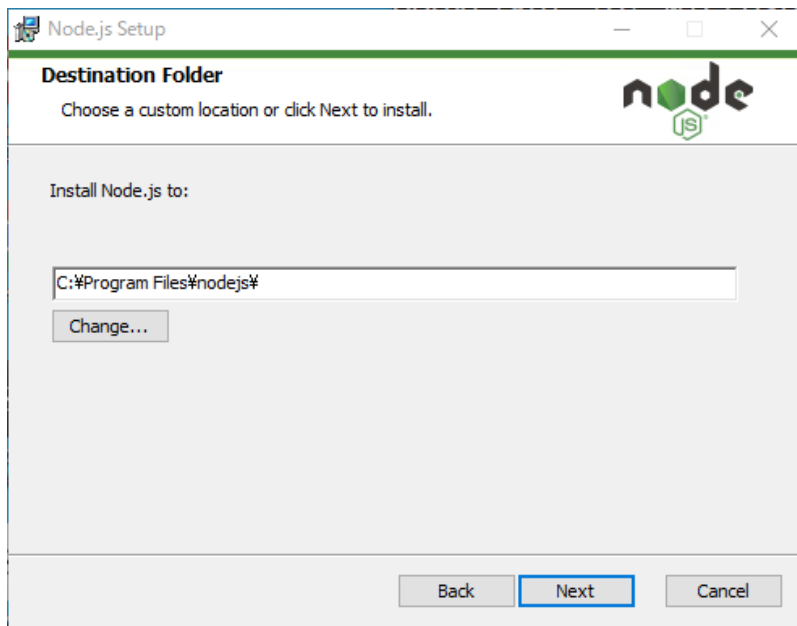 Node.js Setup
Destination Folder
Choose a custom location or click Next to install.
node
JS
Install Node.js to:
C:¥Program Files¥nodejs¥
Change...
Back
Next
Cancel